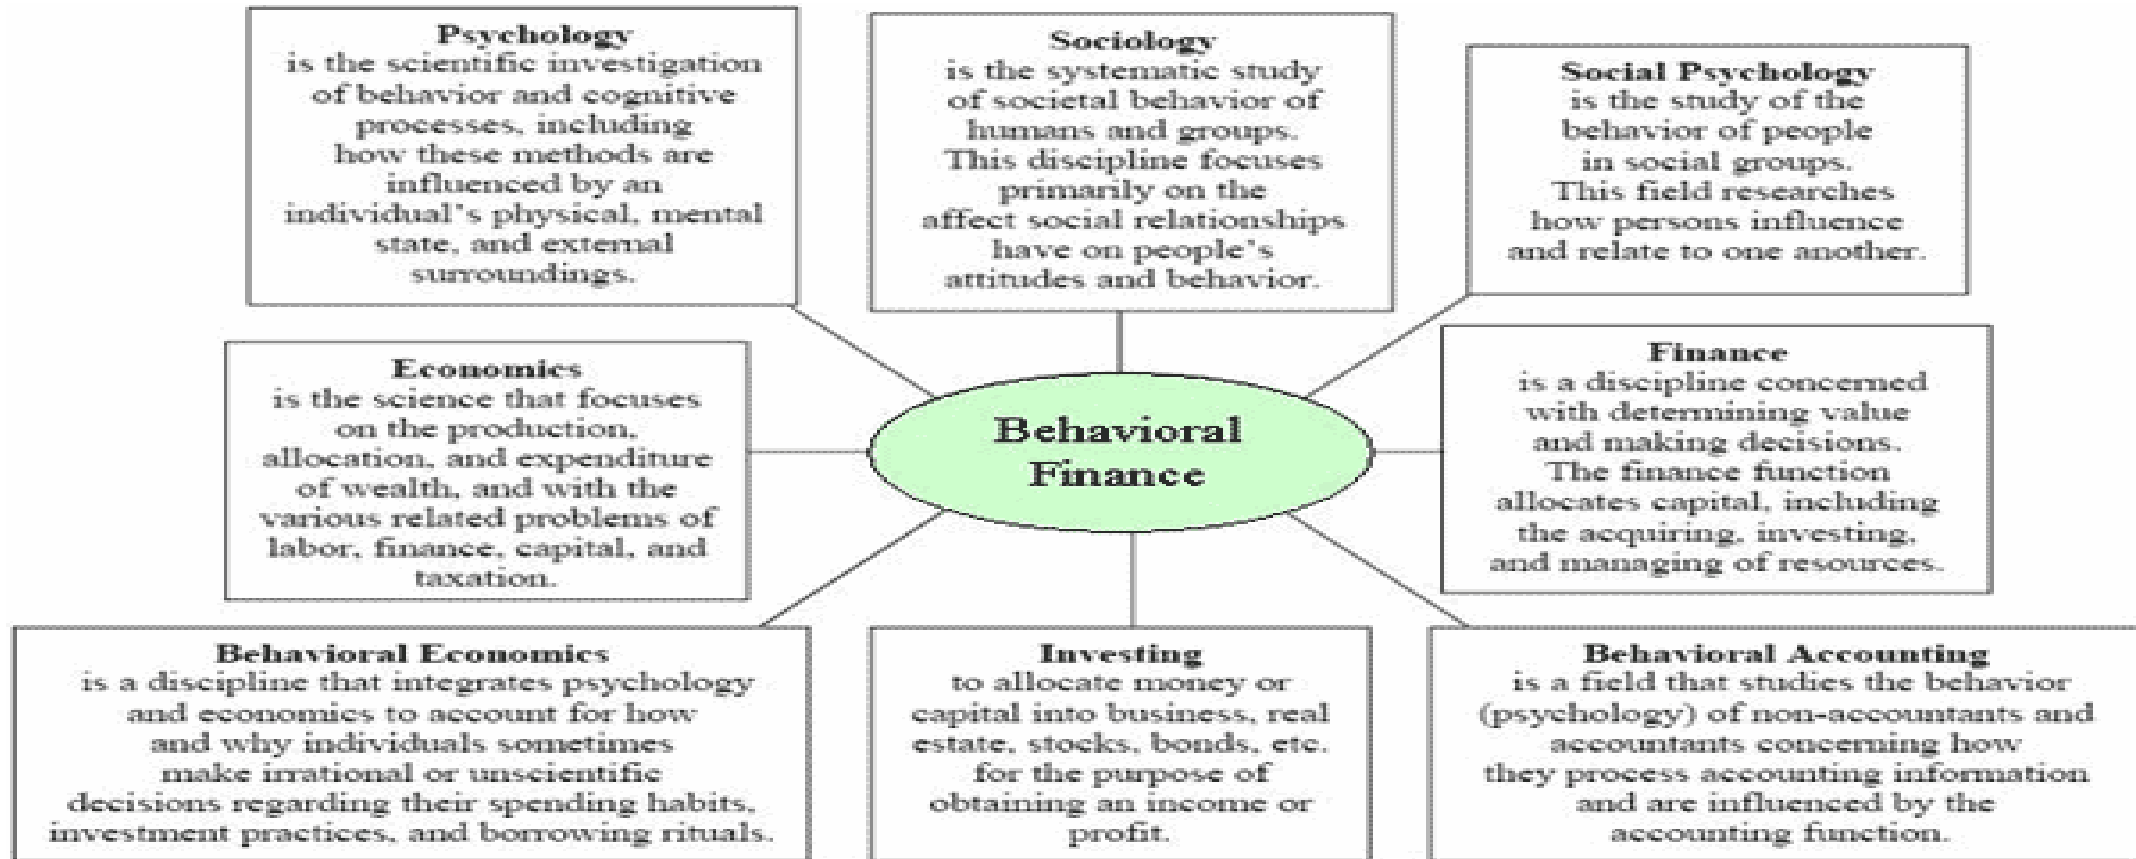 Psychology
is the scientific investigation
of behavior and cognitive
processes, including
how these methods are
influenced by an
individual's physical, mental
state, and external
surroundings.
Sociology
is the systematic study
of societal behavior of
humans and groups.
This discipline focuses
primarily on the
affect social relationships
have on people's
attitudes and behavior.
Social Psychology
is the study of the
behavior of people
in social groups.
This field researches
how persons influence
and relate to one another.
Economics
is the science that focuses
on the production,
allocation, and expenditure
of wealth, and with the
various related problems of
labor, finance, capital, and
taxation.
Behavioral
Finance
Finance
is a discipline concerned
with determining value
and making decisions.
The finance function
allocates capital, including
the acquiring, investing,
and managing of resources.
Behavioral Economics
is a discipline that integrates psychology
and economics to account for how
and why individuals sometimes
make irrational or unscientific
decisions regarding their spending habits,
investment practices, and borrowing rituals.
Investing
to allocate money or
capital into business, real
estate, stocks, bonds, etc.
for the purpose of
obtaining an income or
profit.
Behavioral Accounting
is a field that studies the behavior
(psychology) of non-accountants and
accountants concerning how
they process accounting information
and are influenced by the
accounting function.